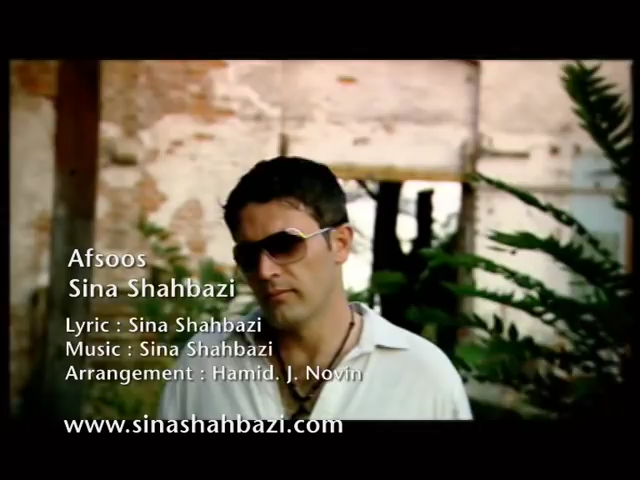 Afsoos
Sina Shahbazi
Lyric : Sina Shahbazi
Music : Sina Shahbazi
Arrangement : Hamid. J. Novin
www.sinashahbazi.com